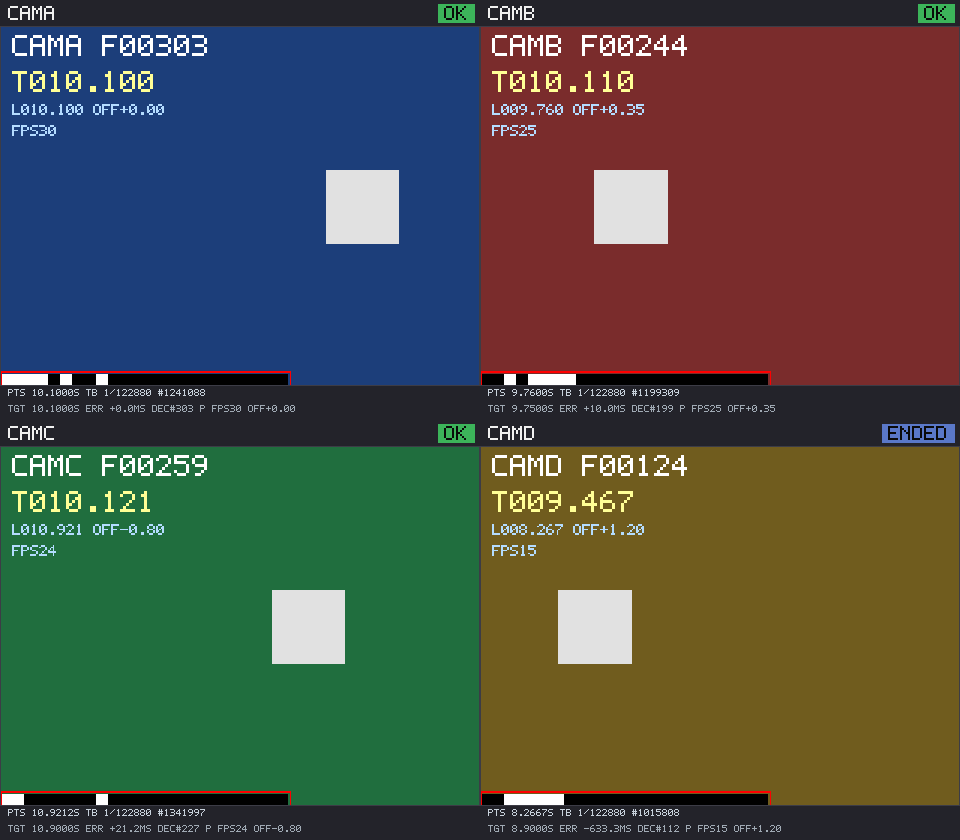 CAMA OK
CAMA F00303
T010.100
L010.100 OFF+0.00
FPS30
PTS 10.1000S TB 1/122880 #1241088
TGT 10.1000S ERR +0.0MS DEC#303 P FPS30 OFF+0.00
CAMB OK
CAMB F00244
T010.110
L009.760 OFF+0.35
FPS25
PTS 9.7600S TB 1/122880 #1199309
TGT 9.7500S ERR +10.0MS DEC#199 P FPS25 OFF+0.35
CAMC OK
CAMC F00259
T010.121
L010.921 OFF-0.80
FPS24
PTS 10.9212S TB 1/122880 #1341997
TGT 10.9000S ERR +21.2MS DEC#227 P FPS24 OFF-0.80
CAMD ENDED
CAMD F00124
T009.467
L008.267 OFF+1.20
FPS15
PTS 8.2667S TB 1/122880 #1015808
TGT 8.9000S ERR -633.3MS DEC#112 P FPS15 OFF+1.20